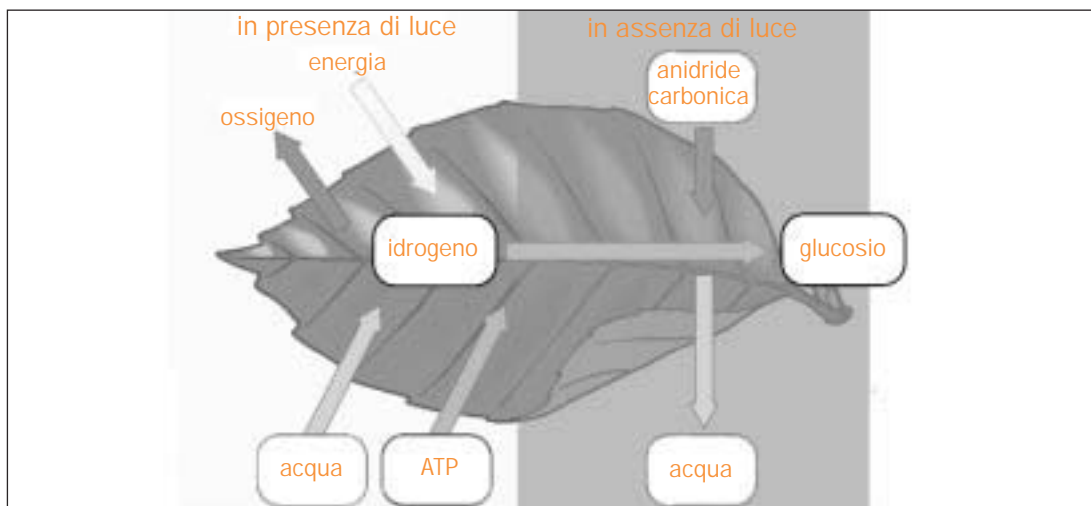 in presenza di luce
in assenza di luce
energia
anidride
carbonica
ossigeno
idrogeno
glucosio
acqua
ATP
acqua